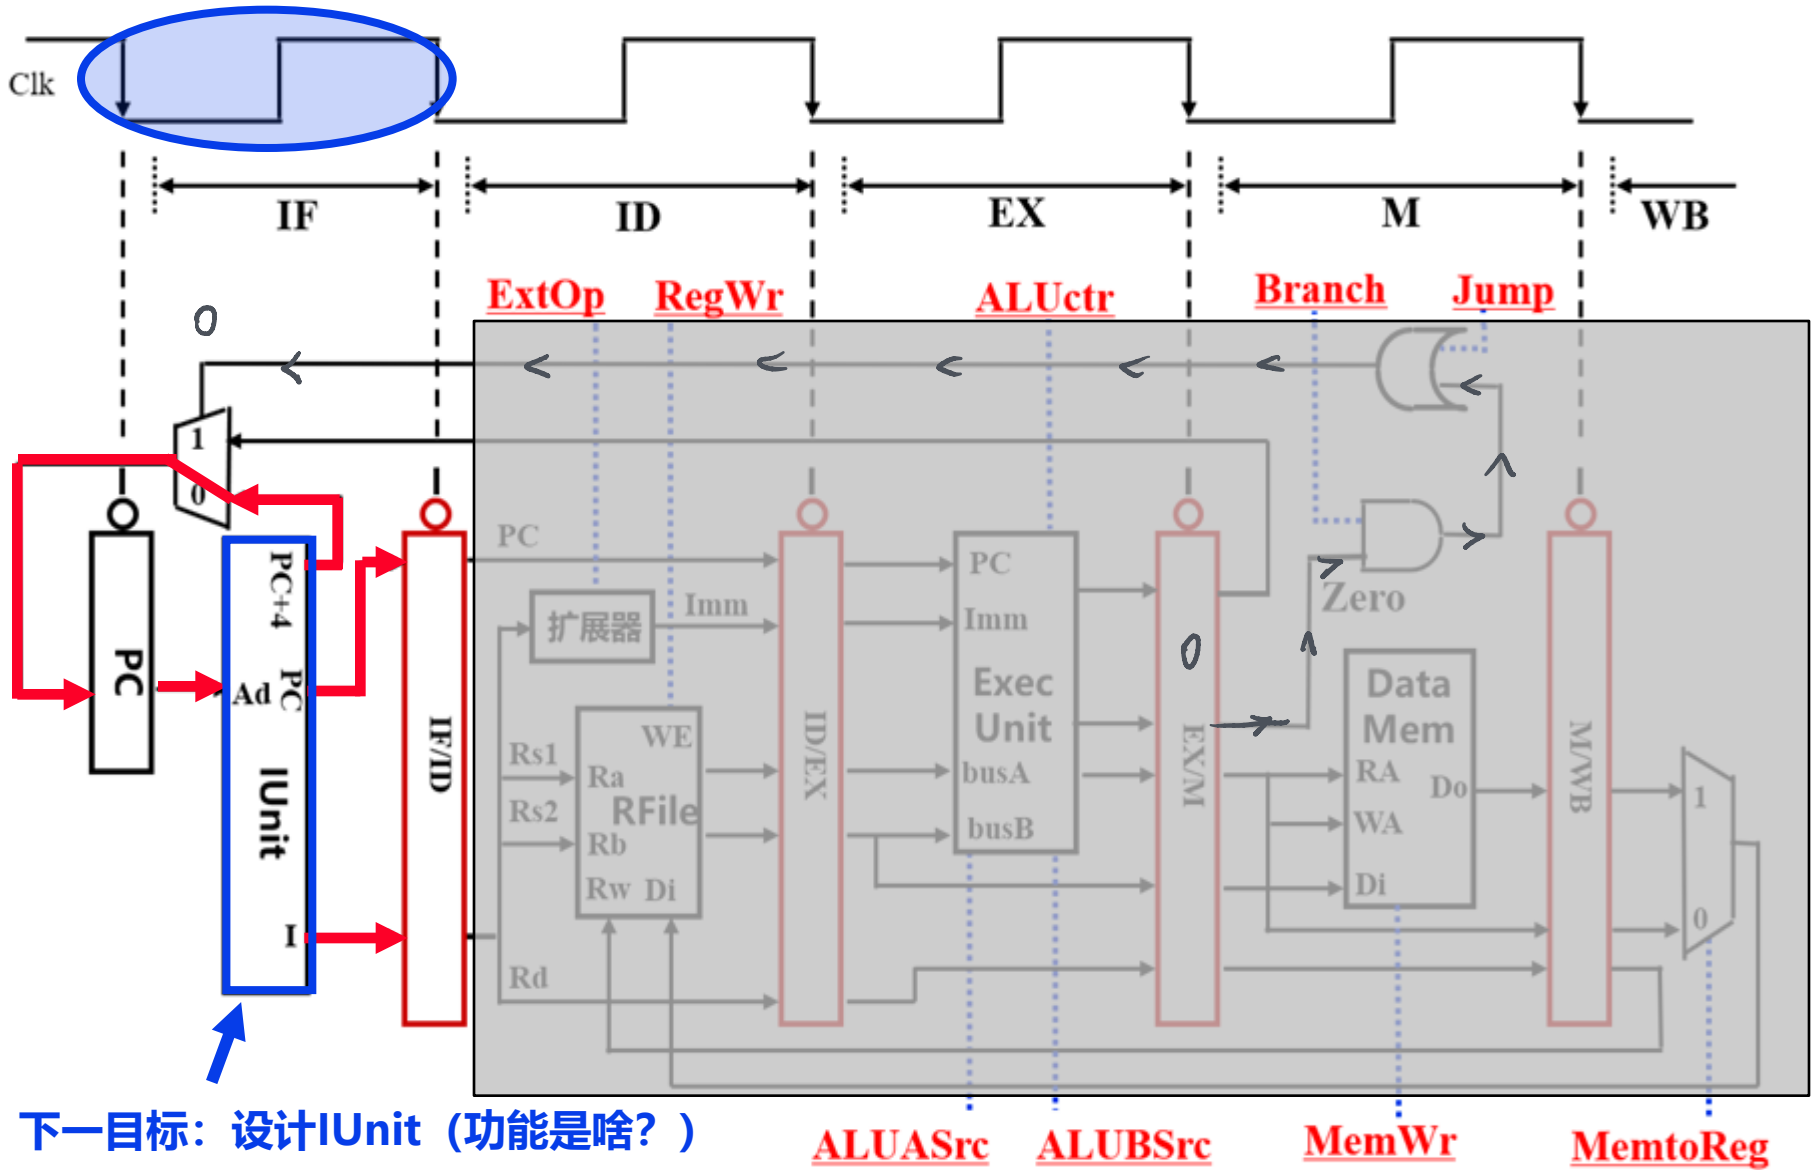 Clk
IF
ID
EX
M
WB
ExtOp
RegWr
ALUctr
Branch
Jump
0
1
0
PC
PC+4
Ad
PC
IUnit
I
IF/ID
PC
扩展器
Imm
Rs1
Rs2
Rd
WE
Ra
RFile
Rb
Rw Di
ID/EX
PC
Imm
Exec
Unit
busA
busB
0
EX/M
Zero
Data
Mem
RA
Do
WA
Di
M/WB
1
0
下一目标：设计IUnit（功能是啥？）
ALUASrc
ALUBSrc
MemWr
MemtoReg